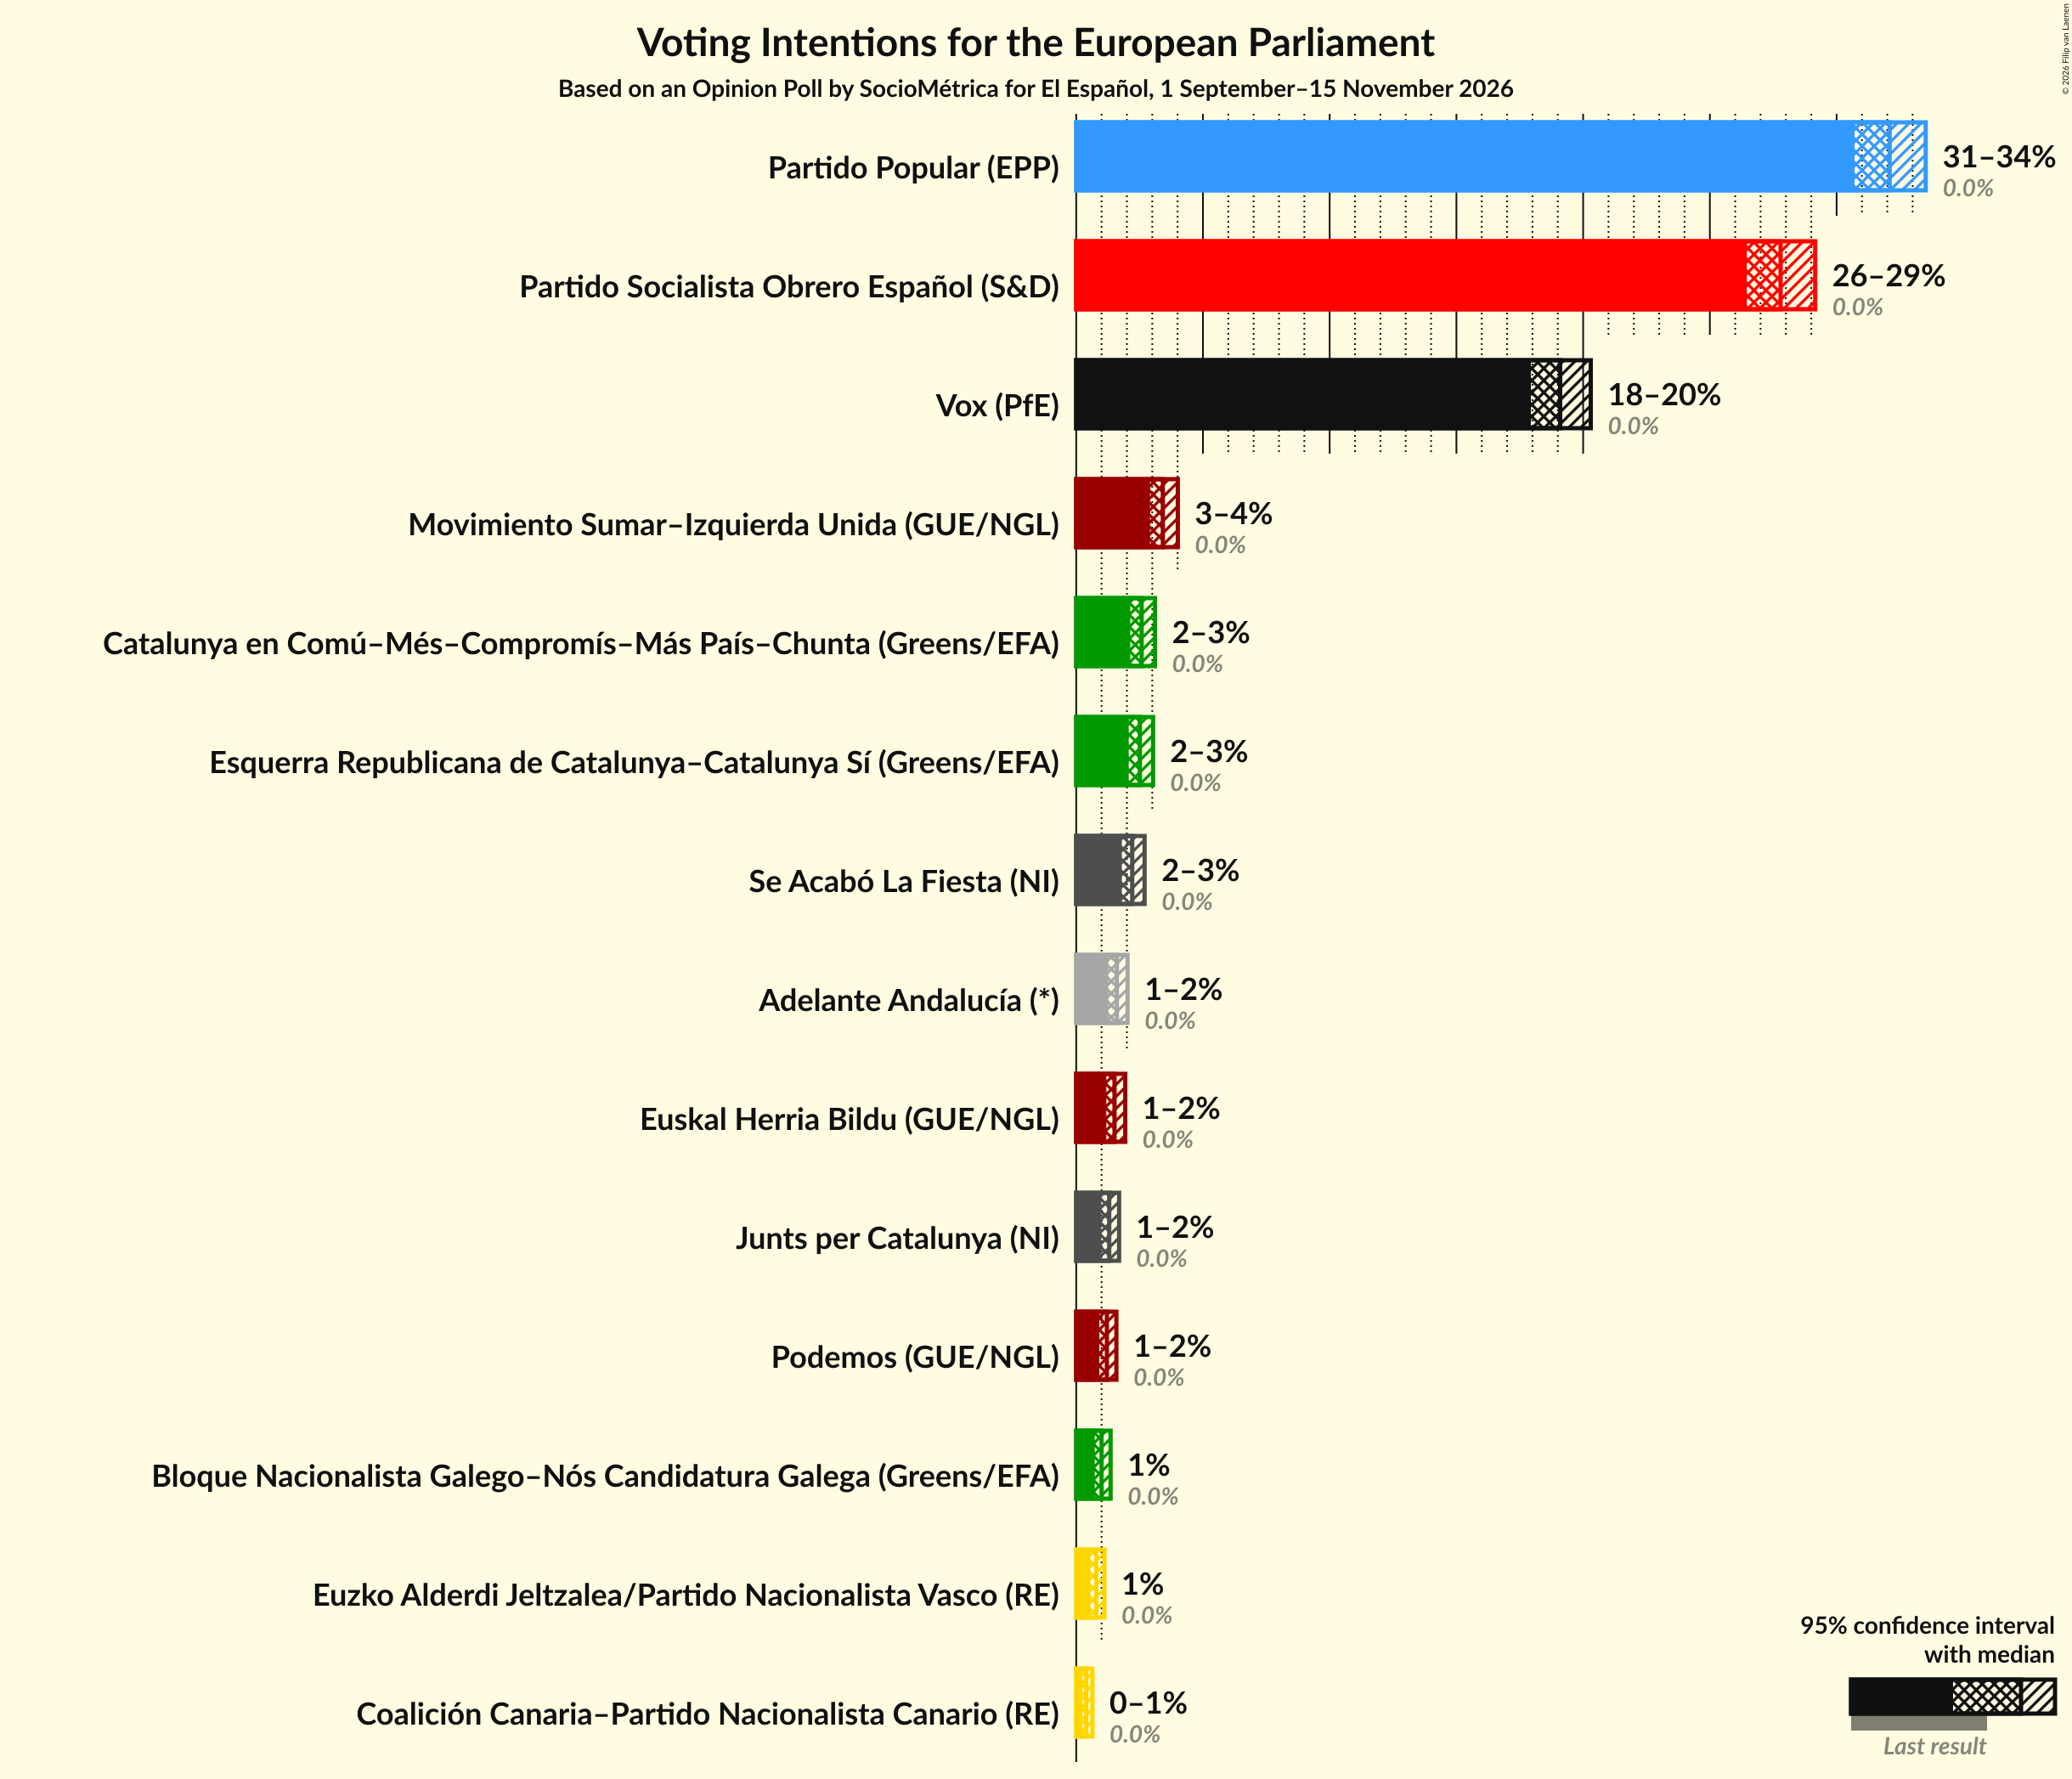 Voting Intentions for the European Parliament
Based on an Opinion Poll by SocioMétrica for El Español, 1 September–15 November 2026
© 2026 Filip van Laenen
Partido Popular (EPP)
31–34%
0.0%
Partido Socialista Obrero Español (S&D)
26–29%
0.0%
Vox (PfE)
18–20%
0.0%
Movimiento Sumar–Izquierda Unida (GUE/NGL)
3–4%
0.0%
Catalunya en Comú–Més–Compromís–Más País–Chunta (Greens/EFA)
2–3%
0.0%
Esquerra Republicana de Catalunya–Catalunya Sí (Greens/EFA)
2–3%
0.0%
Se Acabó La Fiesta (NI)
2–3%
0.0%
Adelante Andalucía (*)
1–2%
0.0%
Euskal Herria Bildu (GUE/NGL)
1–2%
0.0%
Junts per Catalunya (NI)
1–2%
0.0%
Podemos (GUE/NGL)
1–2%
0.0%
Bloque Nacionalista Galego–Nós Candidatura Galega (Greens/EFA)
1%
0.0%
Euzko Alderdi Jeltzalea/Partido Nacionalista Vasco (RE)
1%
0.0%
Coalición Canaria–Partido Nacionalista Canario (RE)
0–1%
0.0%
95% confidence interval
with median
Last result